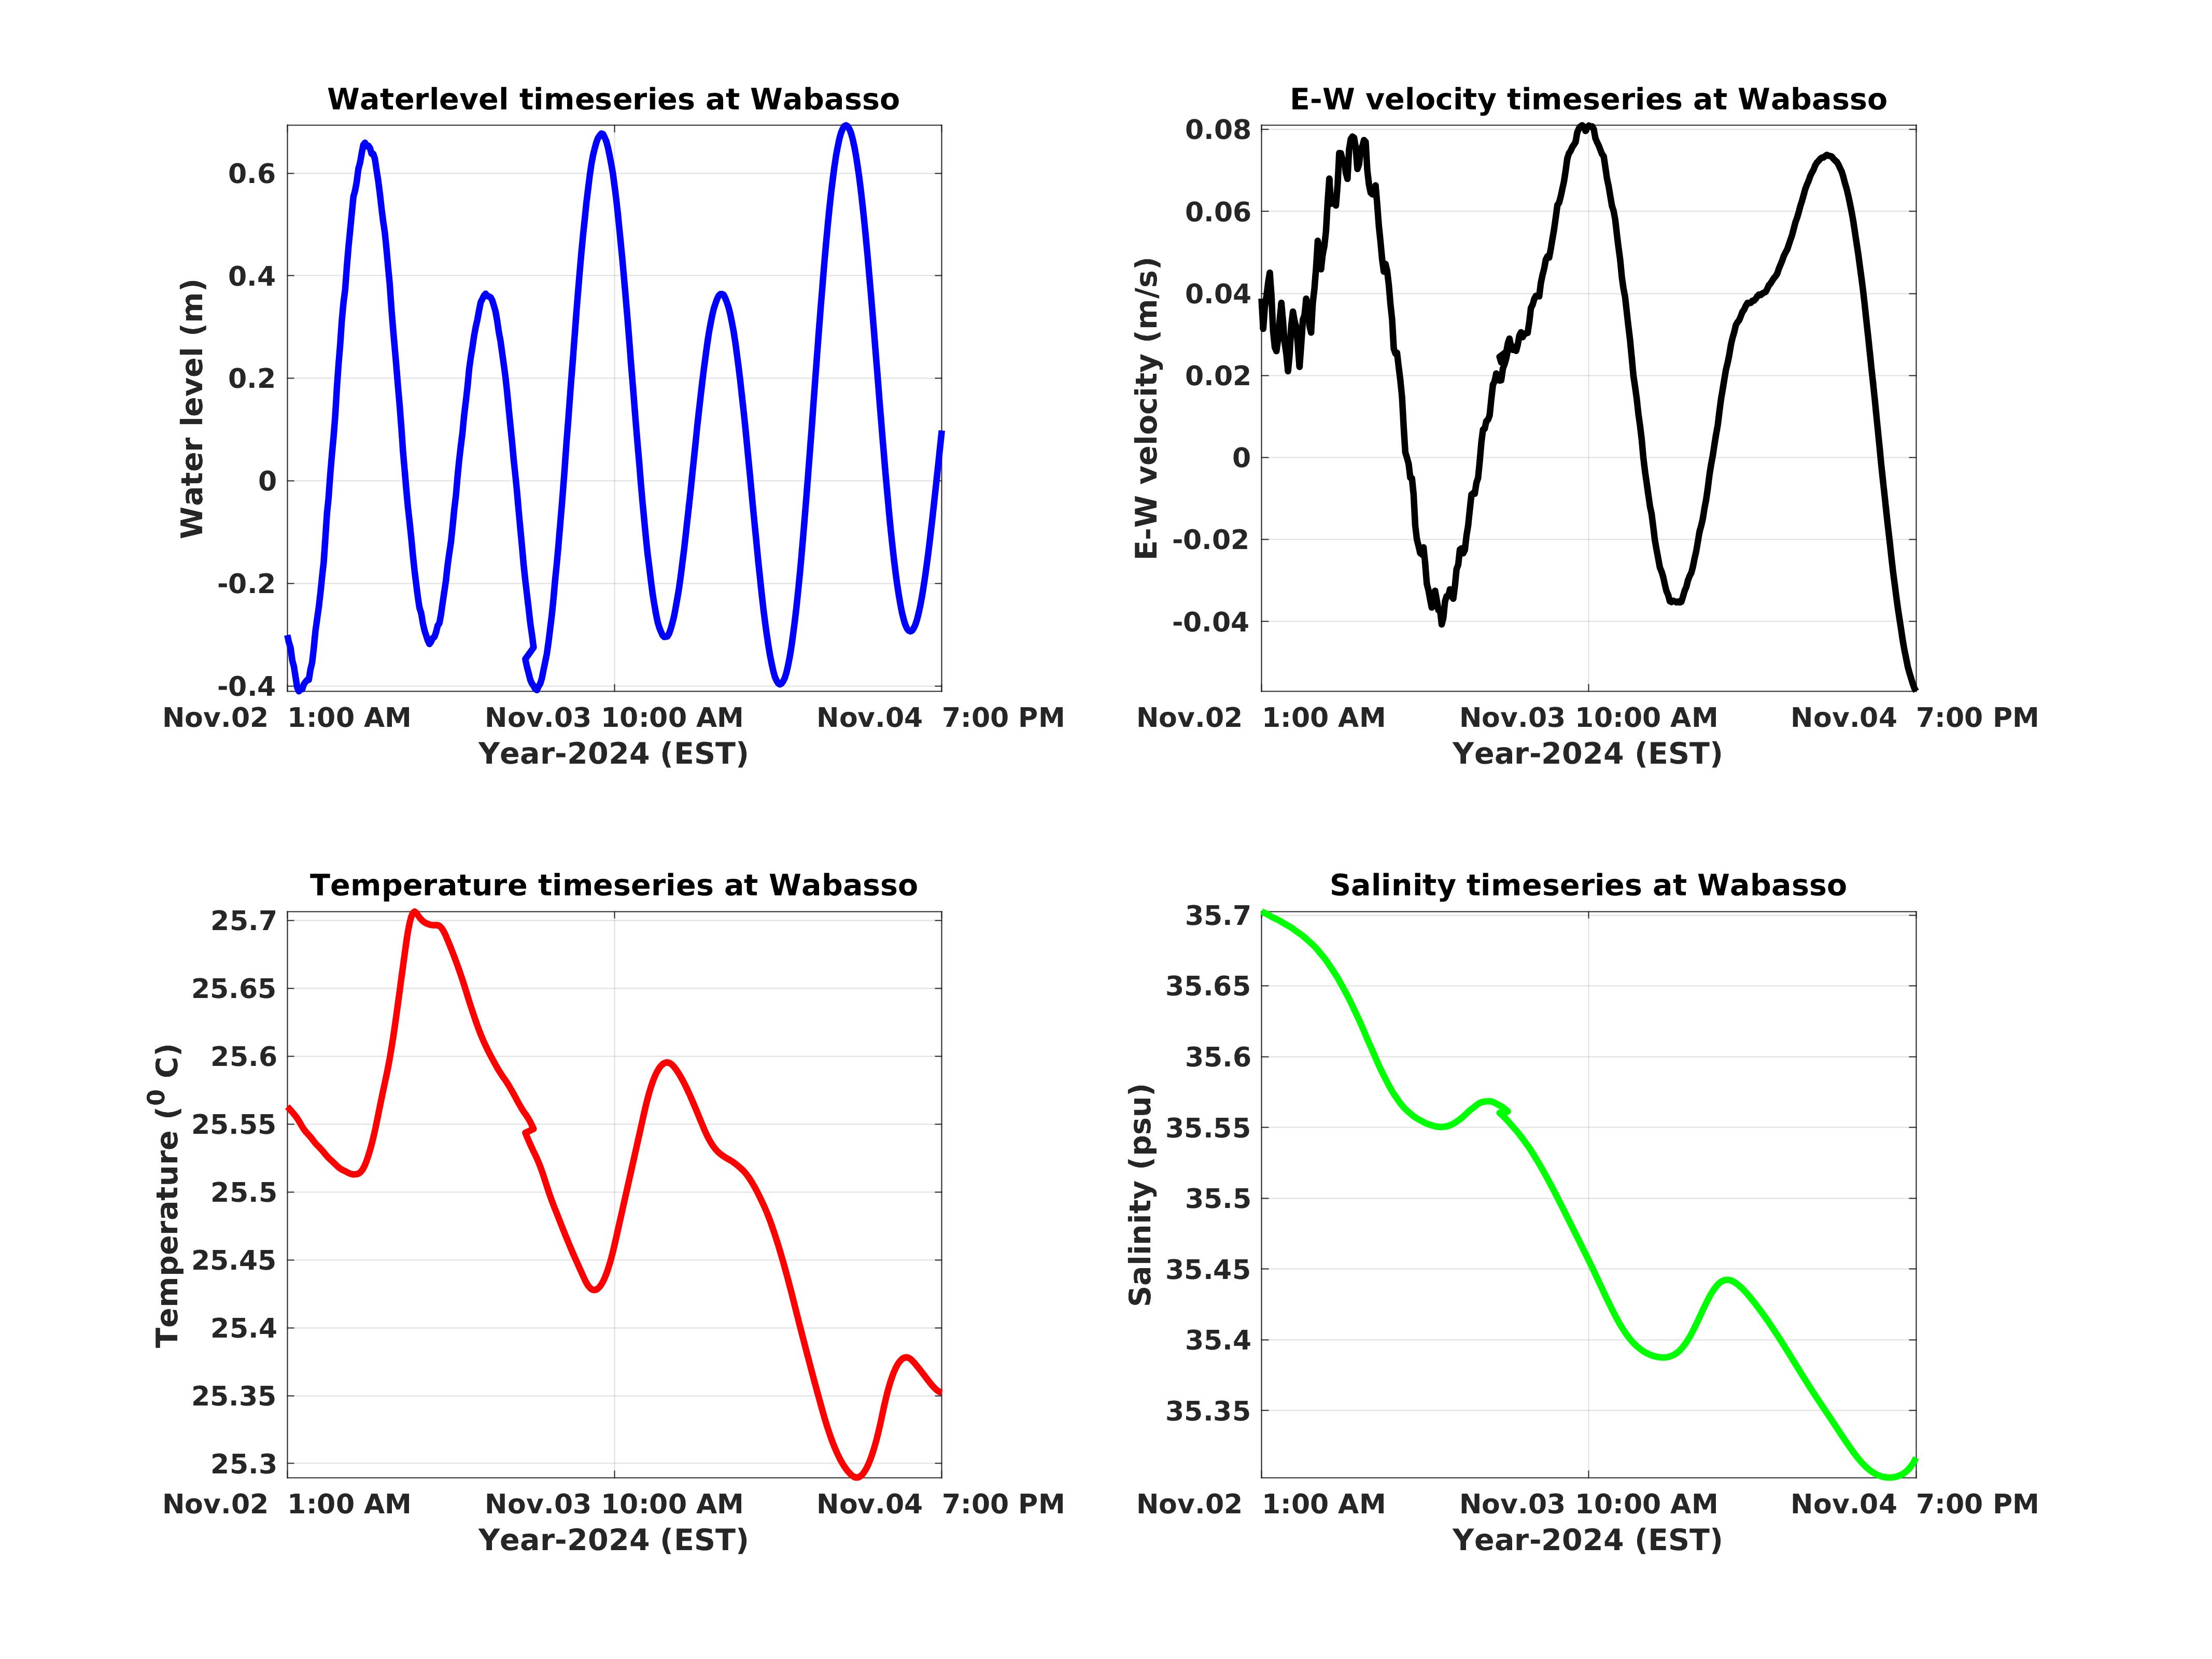 Waterlevel timeseries at Wabasso
0.6
0.4
0.2
0
-0.2
-0.4
Water level (m)
Nov.02 1:00 AM Nov.03 10:00 AM Nov.04 7:00 PM
Year-2024 (EST)
E-W velocity timeseries at Wabasso
0.08
0.06
0.04
0.02
0
-0.02
-0.04
E-W velocity (m/s)
Nov.02 1:00 AM Nov.03 10:00 AM Nov.04 7:00 PM
Year-2024 (EST)
Temperature timeseries at Wabasso
25.7
25.65
25.6
25.55
25.5
25.45
25.4
25.35
25.3
Temperature (⁰ C)
Nov.02 1:00 AM Nov.03 10:00 AM Nov.04 7:00 PM
Year-2024 (EST)
Salinity timeseries at Wabasso
35.7
35.65
35.6
35.55
35.5
35.45
35.4
35.35
Salinity (psu)
Nov.02 1:00 AM Nov.03 10:00 AM Nov.04 7:00 PM
Year-2024 (EST)